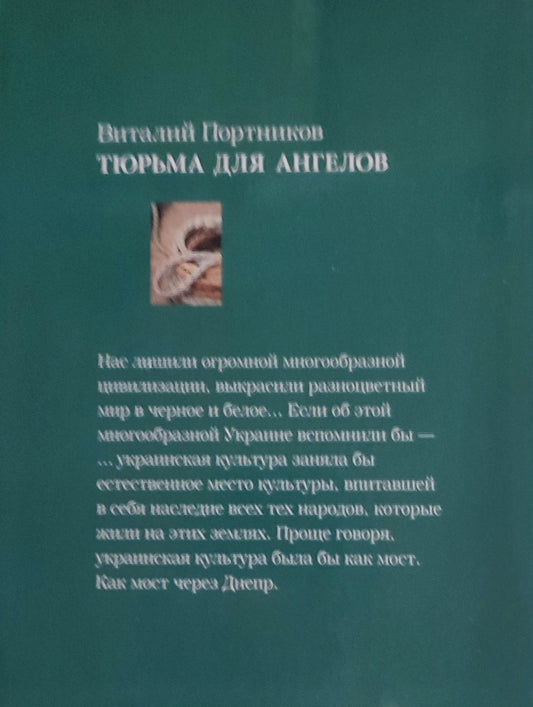 Виталий Портников
ТЮРЬМА ДЛЯ АНГЕЛОВ
Нас лишили огромной многообразной
цивилизации, выкрасили разноцветный
мир в черное и белое... Если об этой
многообразной Украине вспомнили бы —
... украинская культура заняла бы
естественное место культуры, впитавшей
в себя наследие всех тех народов, которые
жили на этих землях. Проще говоря,
украинская культура была бы как мост.
Как мост через Днепр.